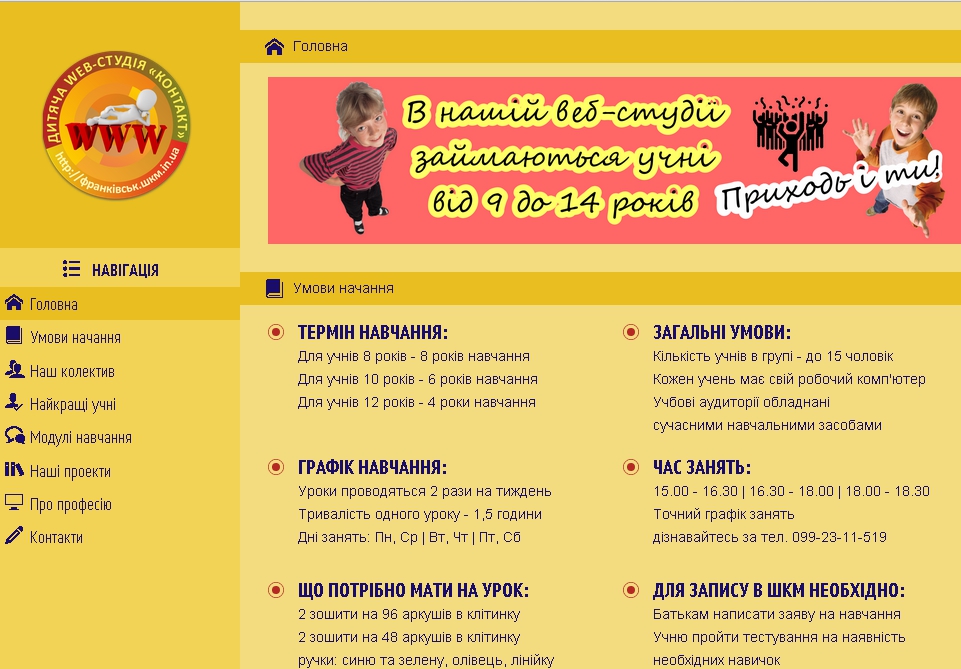 ДИТЯЧА WEB-СТУДІЯ «КОНТАКТ»
WWW
http://франківськ.шкм.in.ua
НАВІГАЦІЯ
Головна
Умови начання
Наш колектив
Найкращі учні
Модулі навчання
Наші проекти
Про професію
Контакти
Головна
В нашій веб-студії
займаються учні
від 9 до 14 років
Приходь і ти!
Умови начання
ТЕРМІН НАВЧАННЯ:
Для учнів 8 років - 8 років навчання
Для учнів 10 років - 6 років навчання
Для учнів 12 років - 4 роки навчання
ЗАГАЛЬНІ УМОВИ:
Кількість учнів в групі - до 15 чоловік
Кожен учень має свій робочий комп'ютер
Учбові аудиторії обладнані
сучасними навчальними засобами
ГРАФІК НАВЧАННЯ:
Уроки проводяться 2 рази на тиждень
Тривалість одного уроку - 1,5 години
Дні занять: Пн, Ср | Вт, Чт | Пт, Сб
ЧАС ЗАНЯТЬ:
15.00 - 16.30 | 16.30 - 18.00 | 18.00 - 18.30
Точний графік занять
дізнавайтесь за тел. 099-23-11-519
ЩО ПОТРІБНО МАТИ НА УРОК:
2 зошити на 96 аркушів в клітинку
2 зошити на 48 аркушів в клітинку
ручки: синю та зелену, олівець, лінійку
ДЛЯ ЗАПИСУ В ШКМ НЕОБХІДНО:
Батькам написати заяву на навчання
Учню пройти тестування на наявність
необхідних навичок